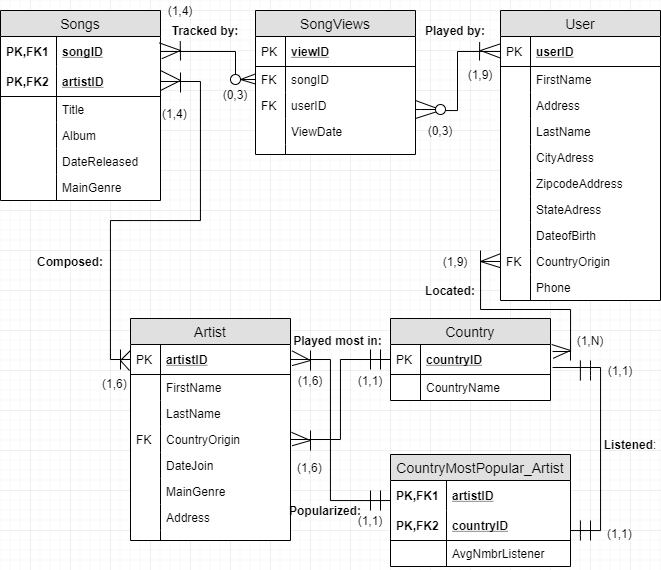 Songs
PK,FK1 songID
PK,FK2 artistID
Title
Album
DateReleased
MainGenre
(1,4)
Tracked by:
(0,3)
(1,4)
SongViews
PK viewID
FK songID
FK userID
ViewDate
Played by:
(1,9)
(0,3)
User
PK userID
FirstName
Address
LastName
CityAdress
ZipcodeAddress
StateAdress
DateofBirth
FK CountryOrigin
Phone
(1,9)
Located:
(1,N)
Composed:
(1,6)
Artist
PK artistID
FirstName
LastName
FK CountryOrigin
DateJoin
MainGenre
Address
Played most in:
(1,6)
(1,1)
(1,6)
Popularized:
(1,1)
Country
PK countryID
CountryName
(1,1)
Listened:
(1,1)
CountryMostPopular_Artist
PK,FK1 artistID
PK,FK2 countryID
AvgNmbrListener